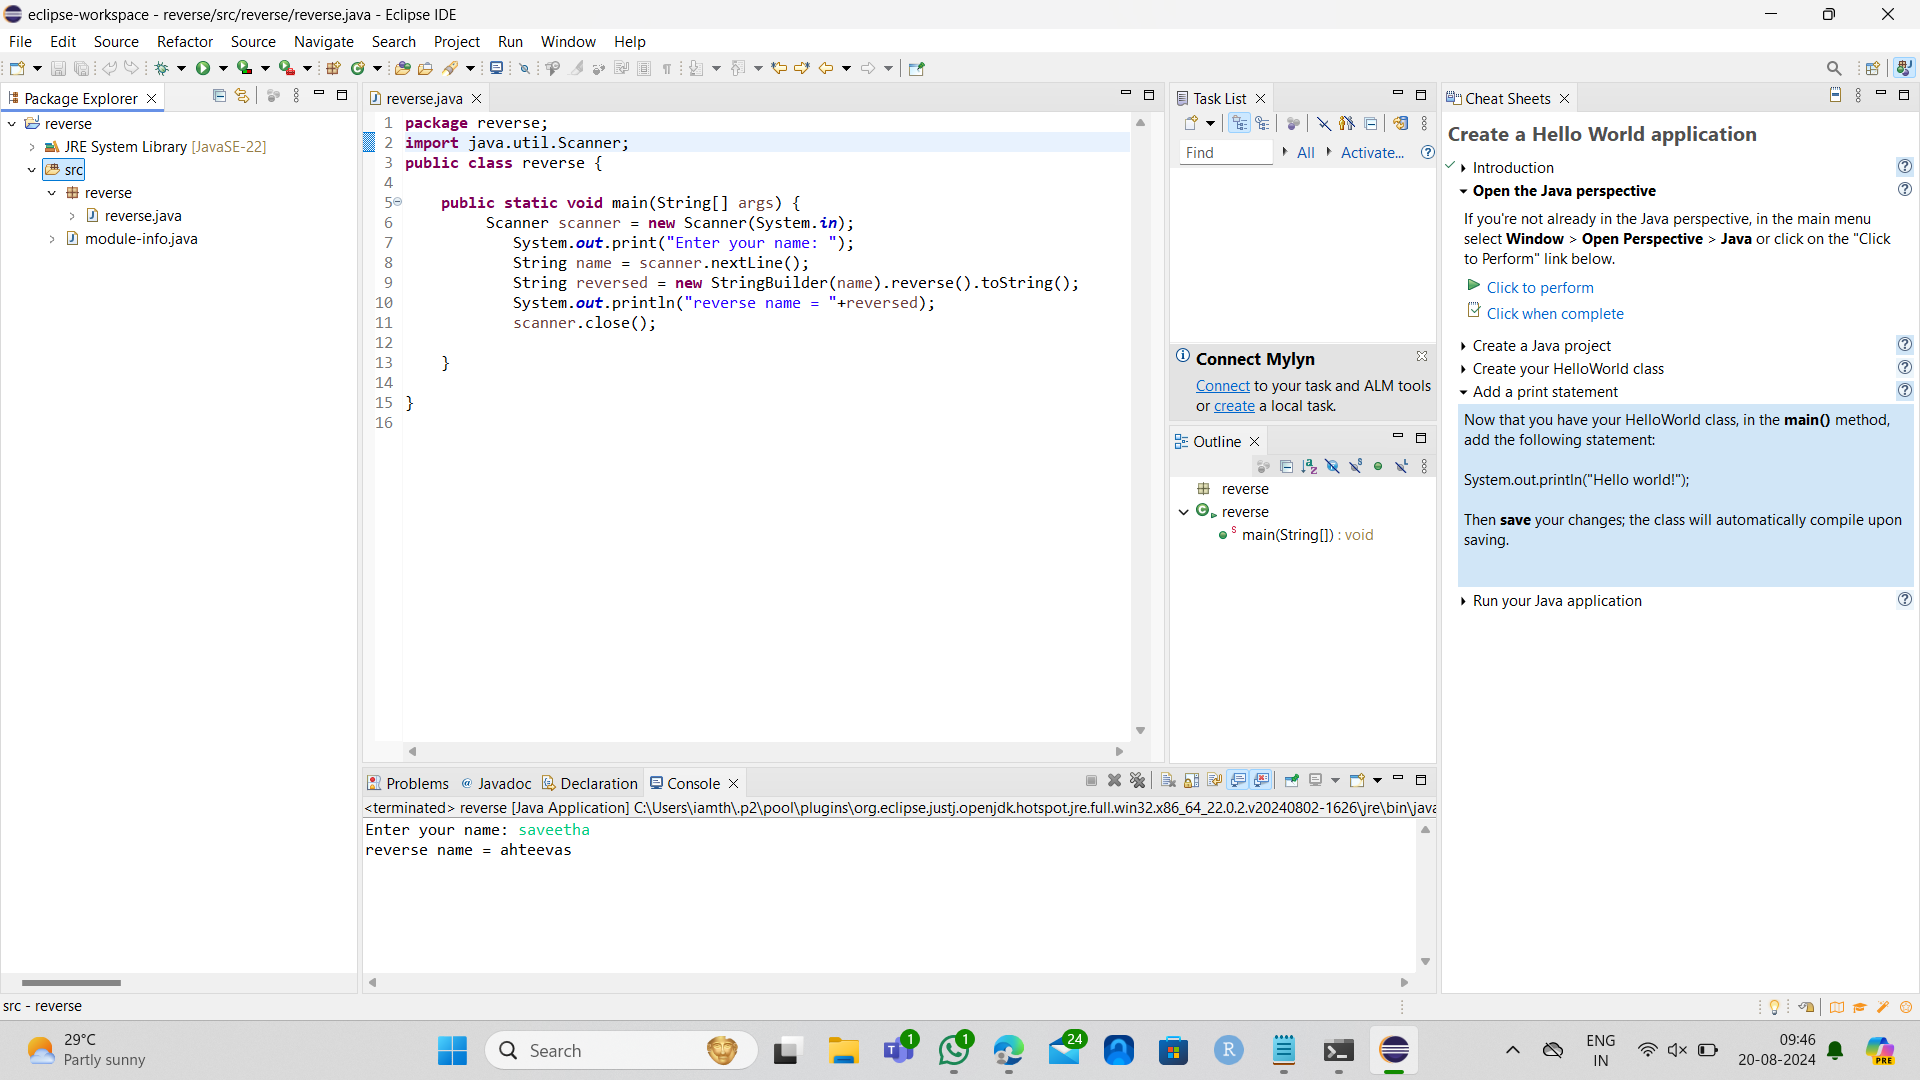 eclipse-workspace - reverse/src/reverse/reverse.java - Eclipse IDE
File Edit Source Refactor Source Navigate Search Project Run Window Help
Package Explorer
reverse
JRE System Library [JavaSE-22]
src
reverse
reverse.java
module-info.java
reverse.java
1 package reverse;
2 import java.util.Scanner;
3 public class reverse {
4
5 public static void main(String[] args) {
6 Scanner scanner = new Scanner(System.in);
7 System.out.print("Enter your name: ");
8 String name = scanner.nextLine();
9 String reversed = new StringBuilder(name).reverse().toString();
10 System.out.println("reverse name = "+reversed);
11 scanner.close();
12
13 }
14
15 }
16
Task List
Find All Activate...
Connect Mylyn
Connect to your task and ALM tools
or create a local task.
Outline
reverse
reverse
main(String[]) : void
Cheat Sheets
Create a Hello World application
Introduction
Open the Java perspective
If you're not already in the Java perspective, in the main menu
select Window > Open Perspective > Java or click on the "Click
to Perform" link below.
Click to perform
Click when complete
Create a Java project
Create your HelloWorld class
Add a print statement
Now that you have your HelloWorld class, in the main() method,
add the following statement:
System.out.println("Hello world!");
Then save your changes; the class will automatically compile upon
saving.
Run your Java application
Problems Javadoc Declaration Console
<terminated> reverse [Java Application] C:\Users\iamth\.p2\pool\plugins\org.eclipse.justj.openjdk.hotspot.jre.full.win32.x86_64_22.0.2.v20240802-1626\jre\bin\java
Enter your name: saveetha
reverse name = ahteevas
src - reverse
29°C
Partly sunny
Search
1
1
24
R
ENG
IN
09:46
20-08-2024
PRE